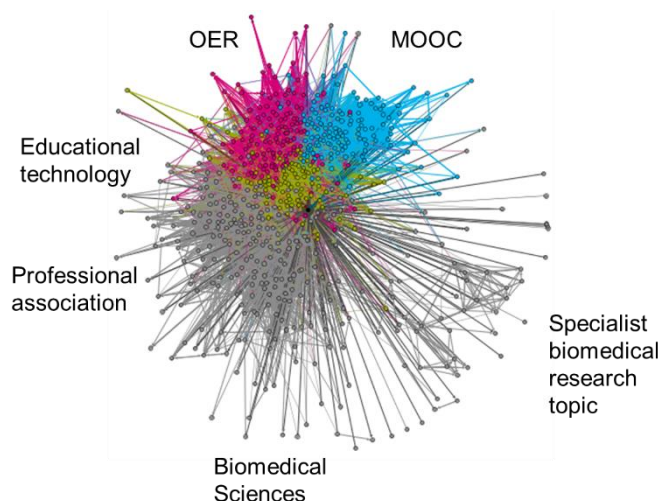 OER
MOOC
Educational
technology
Professional
association
Specialist
biomedical
research
topic
Biomedical
Sciences